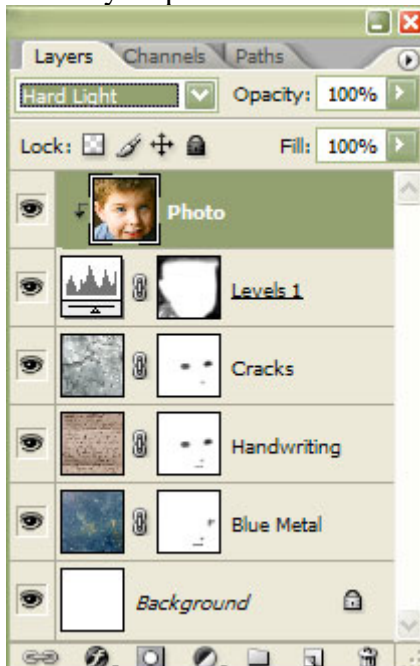 Layers Channels Paths
Hard Light Opacity: 100%
Lock: Fill: 100%
Photo
Levels 1
Cracks
Handwriting
Blue Metal
Background